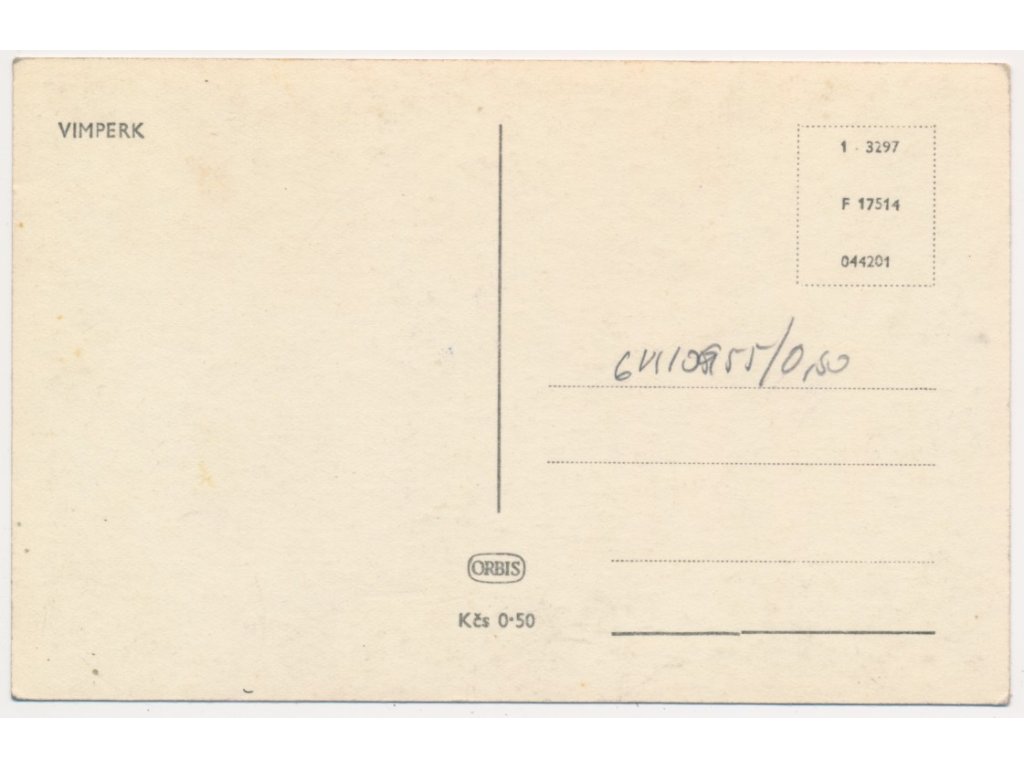 VIMPERK
1 - 3297
F 17514
044201
ORBIS
Kčs 0·50